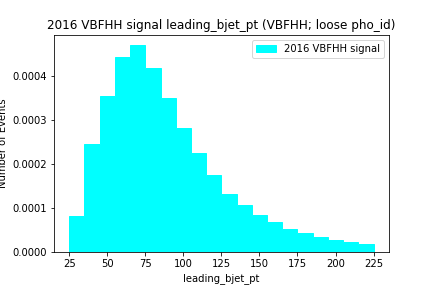 2016 VBFHH signal leading_bjet_pt (VBFHH; loose pho_id)
2016 VBFHH signal
Number of Events
0.0004
0.0003
0.0002
0.0001
0.0000
25 50 75 100 125 150 175 200 225
leading_bjet_pt